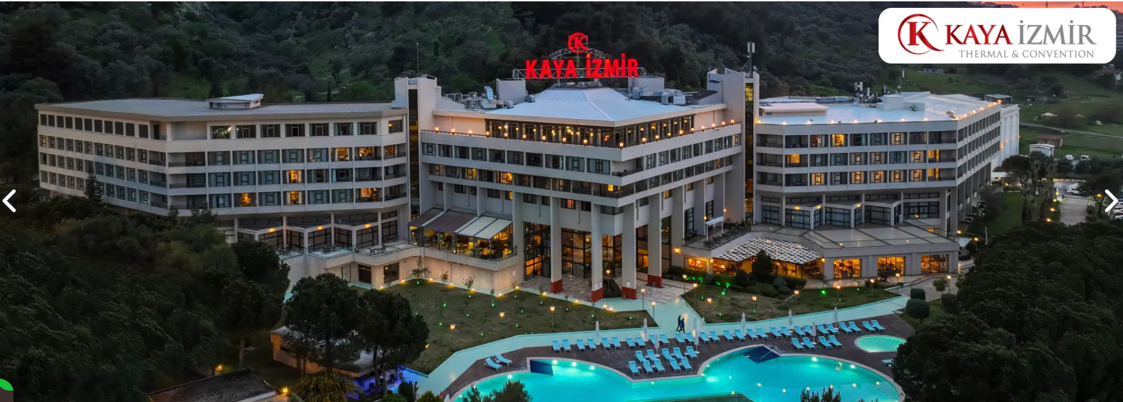 KAYA İZMİR
THERMAL & CONVENTION
KAYA İZMİR